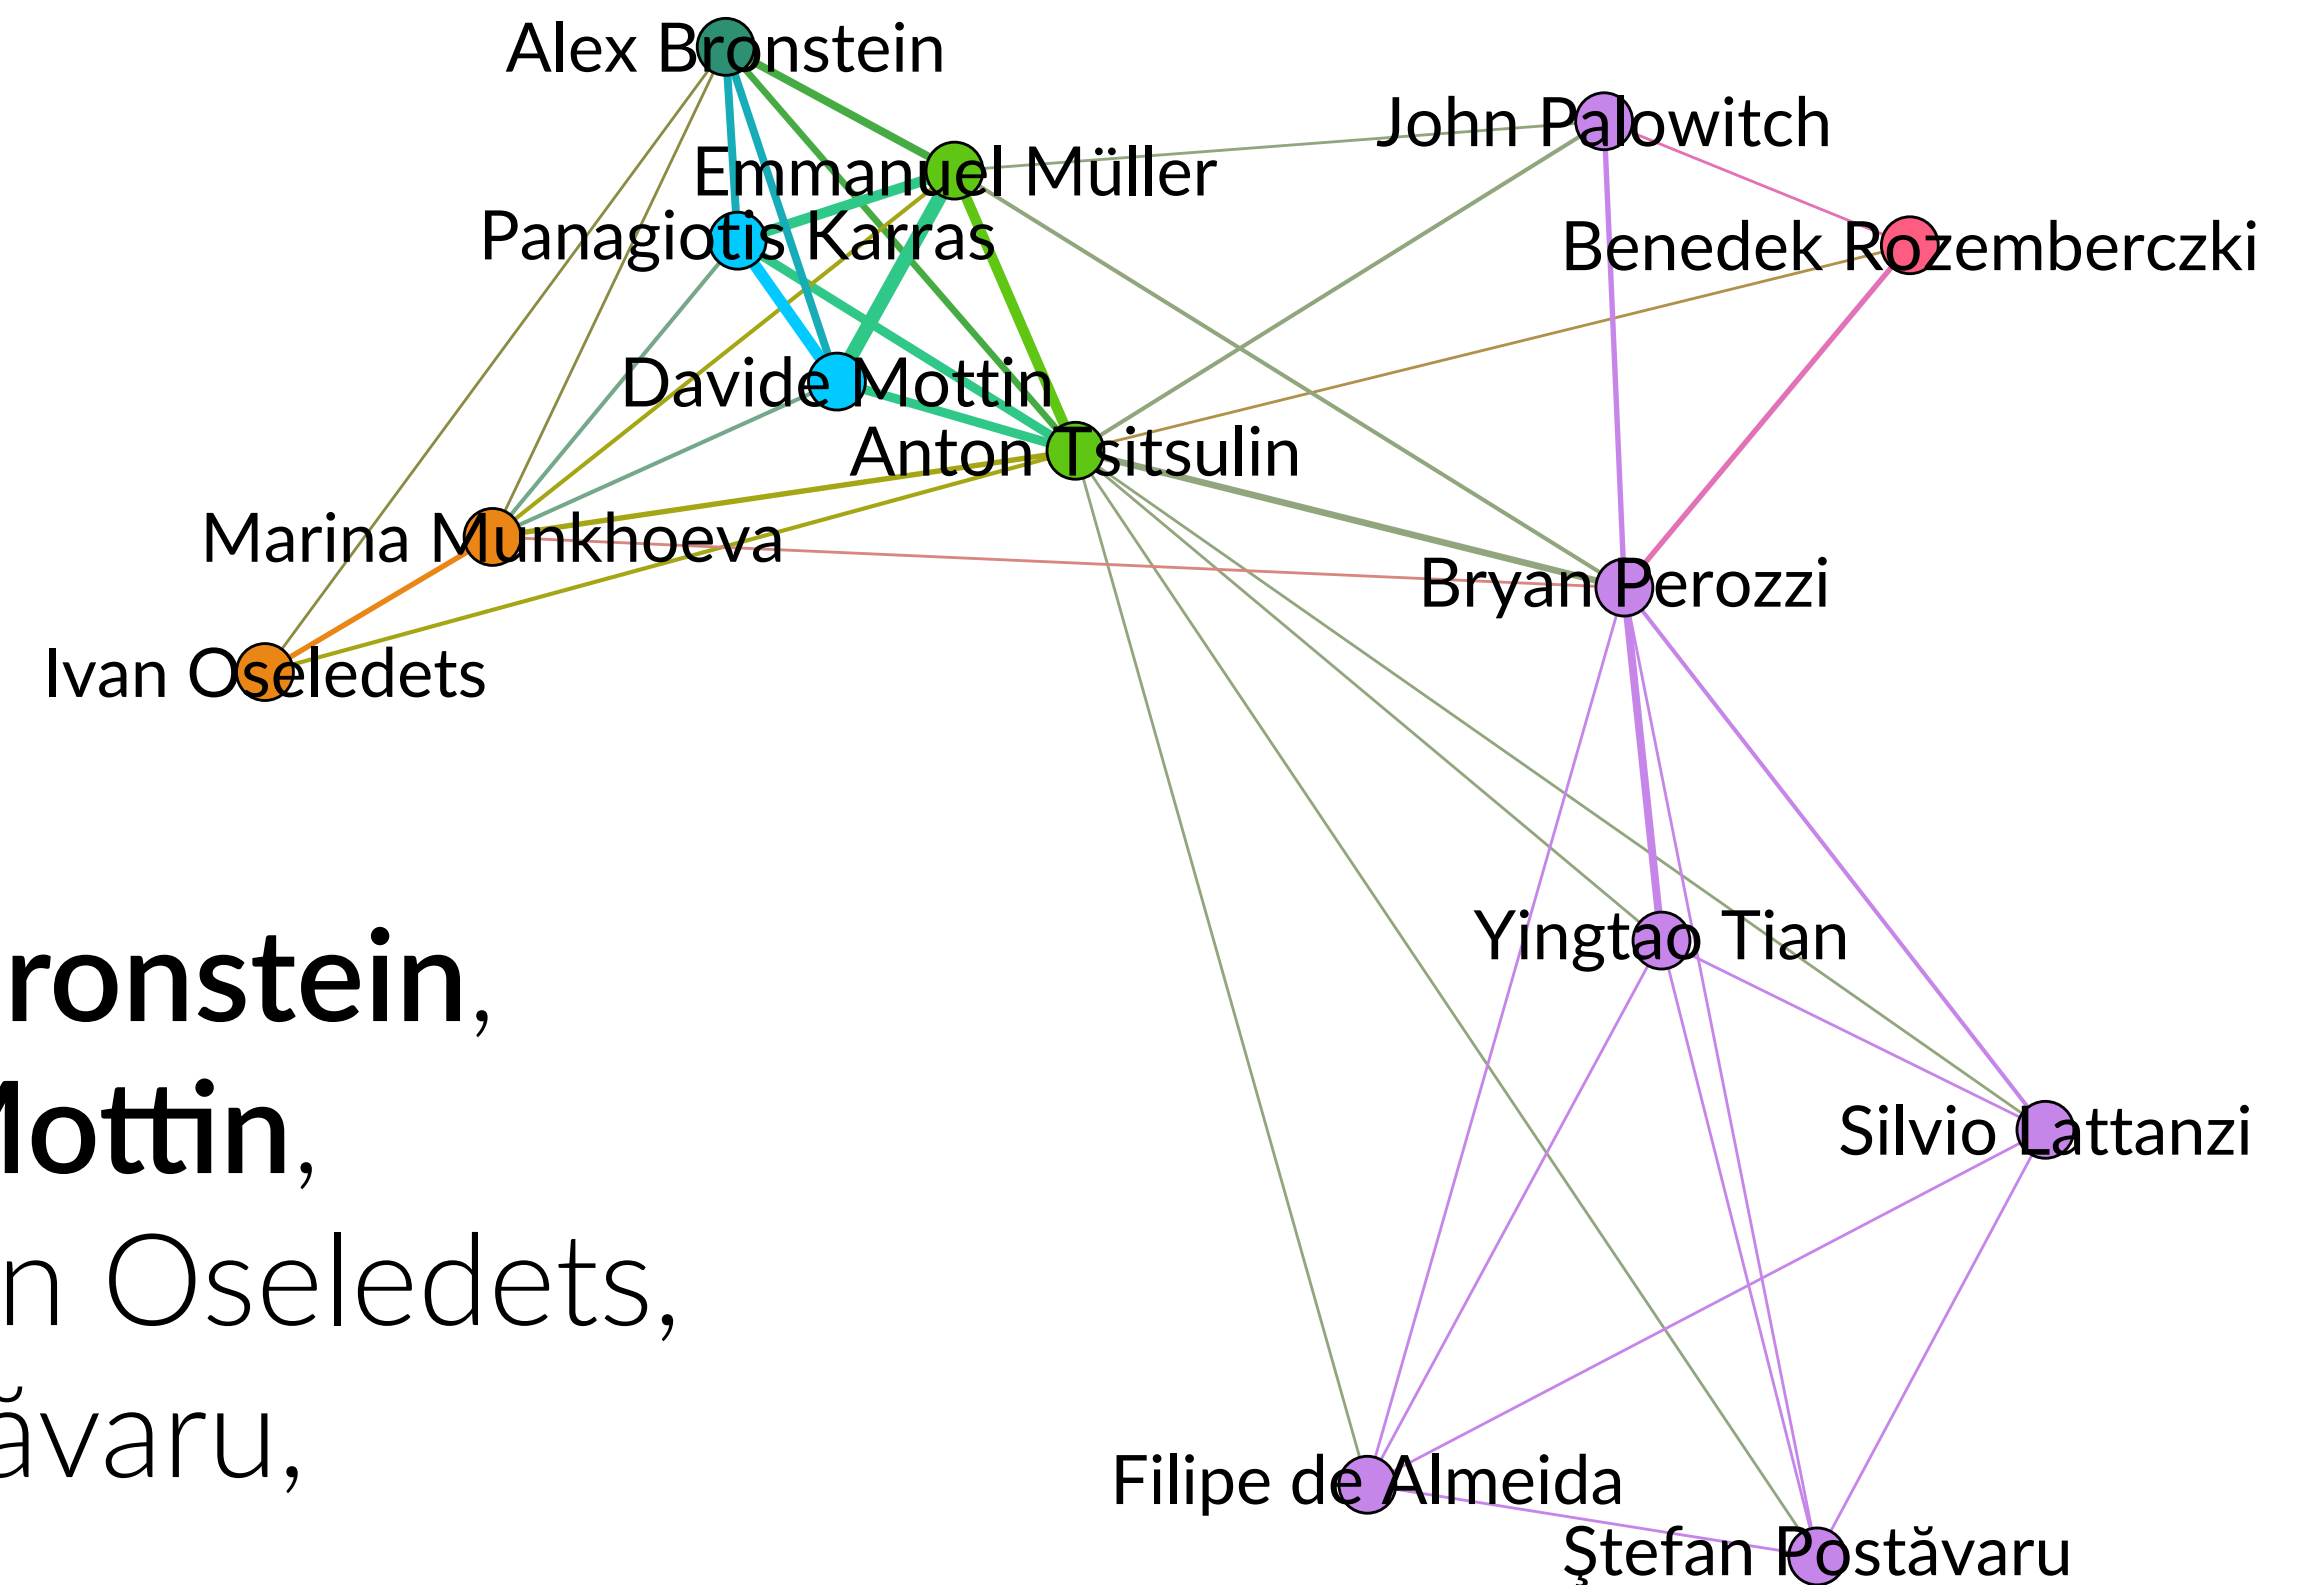 Alex Bronstein
John Palowitch
Emmanuel Müller
Panagiotis Karras
Benedek Rozemberczki
Davide Mottin
Anton Tsitsulin
Marina Munkhoeva
Bryan Perozzi
Ivan Oseledets
Yingtao Tian
ronstein,
Silvio Lattanzi
Mottin,
n Oseledets,
ăvaru,
Filipe de Almeida
Ștefan Postăvaru